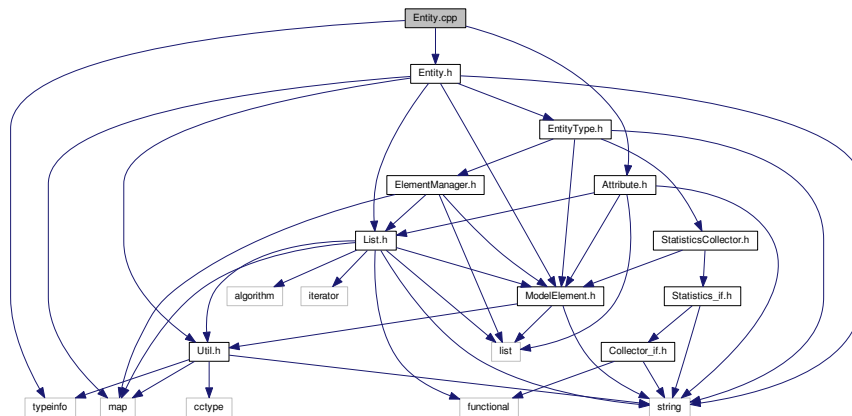 Entity.cpp
Entity.h
EntityType.h
ElementManager.h
Attribute.h
List.h
StatisticsCollector.h
algorithm
iterator
ModelElement.h
Statistics_if.h
Util.h
list
Collector_if.h
typeinfo
map
cctype
functional
string